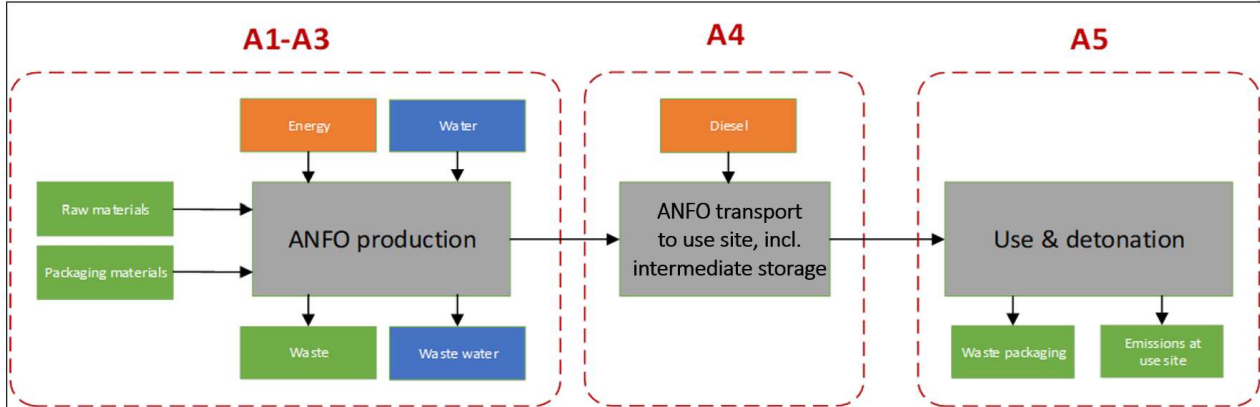 A1-A3
A4
A5
Energy
Water
Diesel
Raw materials
Packaging materials
ANFO production
ANFO transport
to use site, incl.
intermediate storage
Use & detonation
Waste
Waste water
Waste packaging
Emissions at
use site